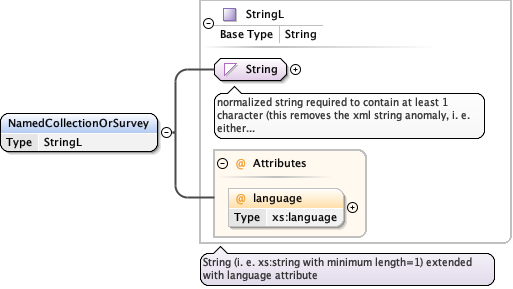 StringL
Base Type String
String
normalized string required to contain at least 1
character (this removes the xml string anomaly, i. e.
either...
NamedCollectionOrSurvey
Type StringL
@ Attributes
@ language
Type xs:language
String (i. e. xs:string with minimum length=1) extended
with language attribute